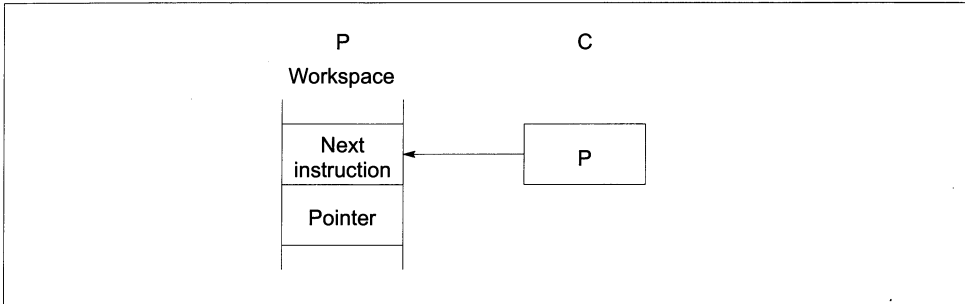 P
C
Workspace
Next
instruction
P
Pointer